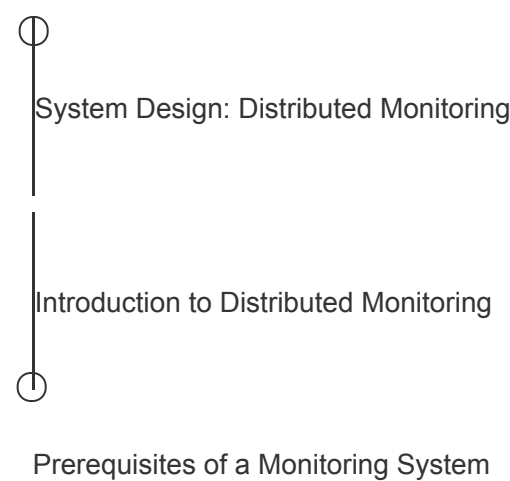 System Design: Distributed Monitoring
Introduction to Distributed Monitoring
Prerequisites of a Monitoring System